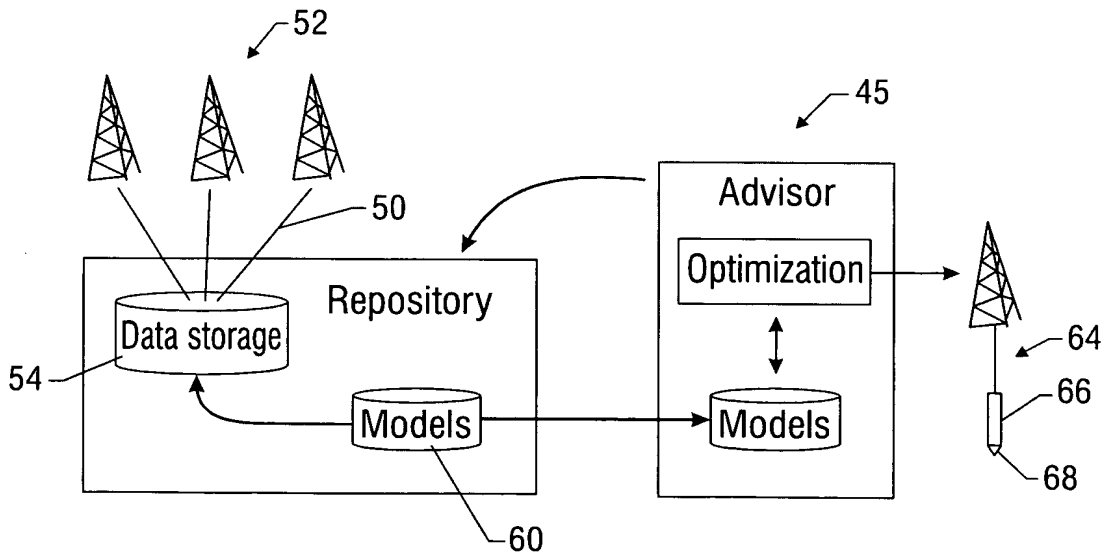 52
45
50
Advisor
Optimization
Repository
Data storage
54
64
66
Models
Models
68
60